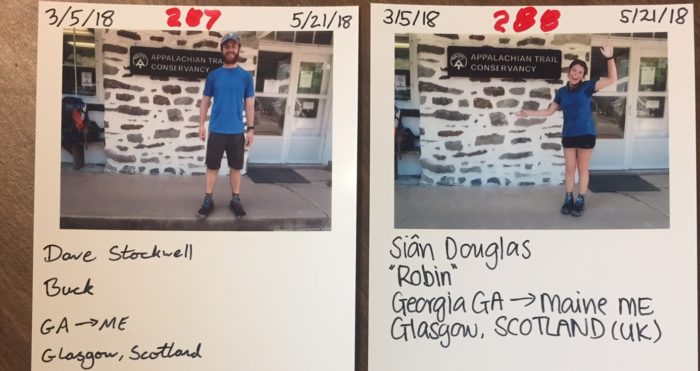 3/5/18 287 5/21/18
APPALACHIAN TRAIL
CONSERVANCY
Dave Stockwell
Buck
GA → ME
Glasgow, Scotland
3/5/18 288 5/21/18
APPALACHIAN TRAIL
CONSERVANCY
Siân Douglas
"Robin"
Georgia GA → Maine ME
Glasgow, SCOTLAND (UK)